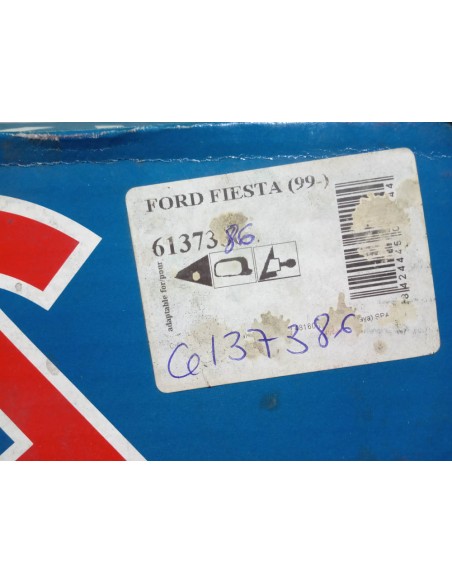 FORD FIESTA (99-)
61373.86.
adaptable for/pour
6137386